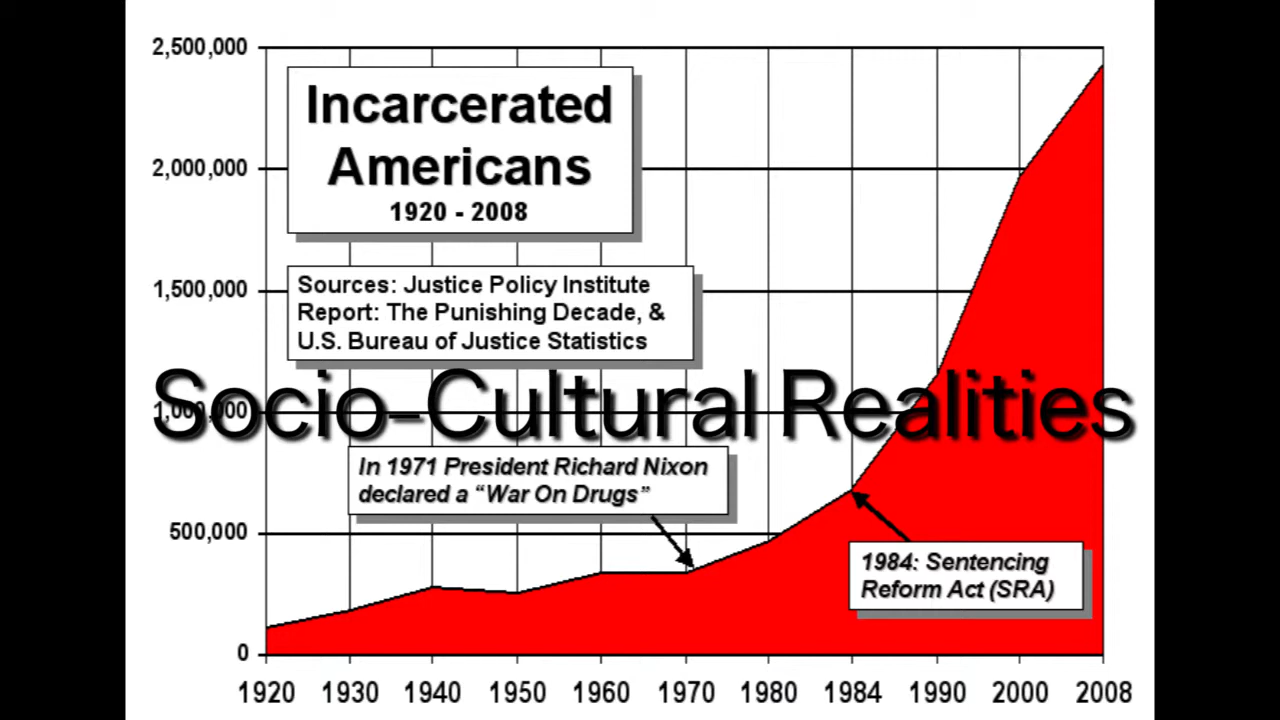 2,500,000
Incarcerated
Americans
1920 - 2008
2,000,000
Sources: Justice Policy Institute
Report: The Punishing Decade, &
U.S. Bureau of Justice Statistics
1,500,000
Socio-Cultural Realities
1,000,000
In 1971 President Richard Nixon
declared a “War On Drugs”
500,000
1984: Sentencing
Reform Act (SRA)
0
1920 1930 1940 1950 1960 1970 1980 1984 1990 2000 2008